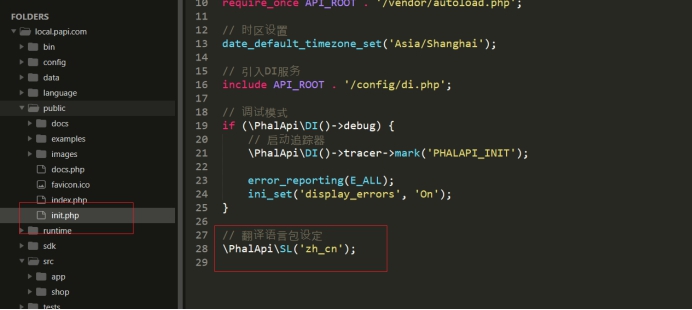 FOLDERS
local.papi.com
bin
config
data
language
public
docs
examples
images
docs.php
favicon.ico
index.php
init.php
runtime
sdk
src
app
shop
tests
10 require_once API_ROOT . '/vendor/autoload.php';
11
12 // 时区设置
13 date_default_timezone_set('Asia/Shanghai');
14
15 // 引入DI服务
16 include API_ROOT . '/config/di.php';
17
18 // 调试模式
19 if (\PhalApi\DI()->debug) {
20 // 启动追踪器
21 \PhalApi\DI()->tracer->mark('PHALAPI_INIT');
22
23 error_reporting(E_ALL);
24 ini_set('display_errors', 'On');
25 }
26
27 // 翻译语言包设定
28 \PhalApi\SL('zh_cn');
29